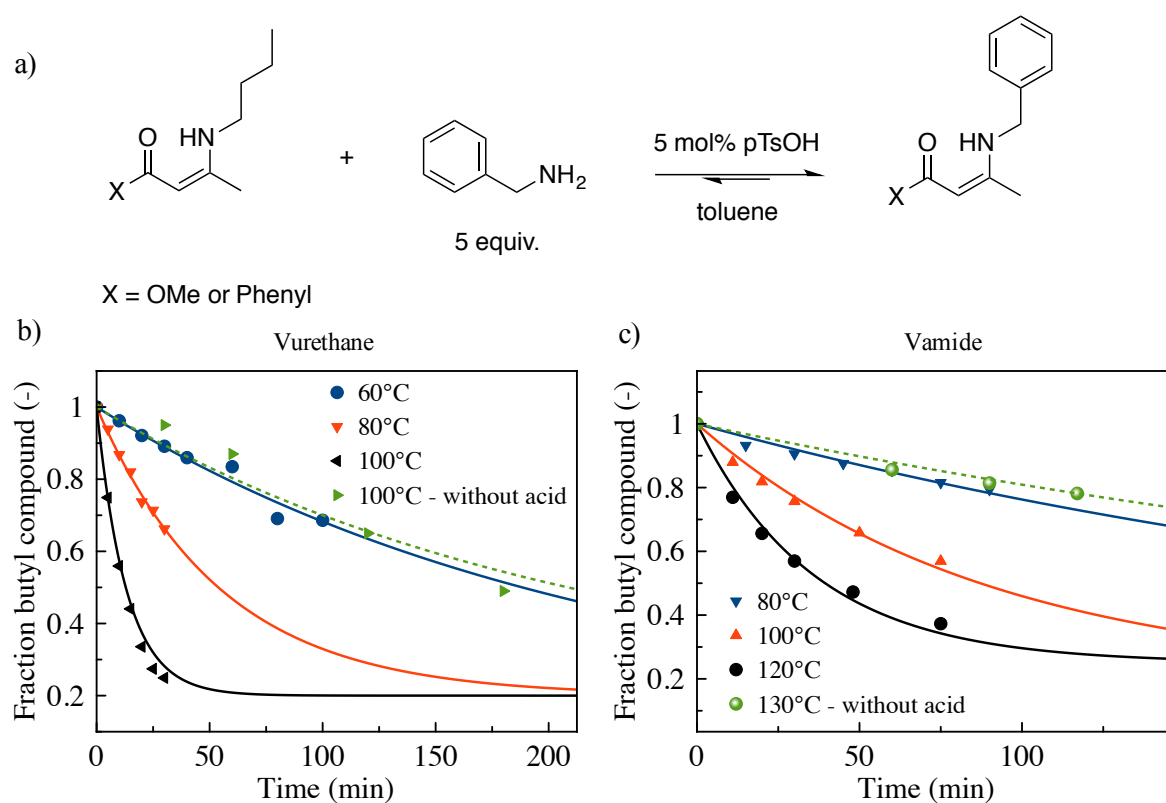 a)
O
HN
X
+
NH2
5 equiv.
5 mol% pTsOH
toluene
O
HN
X
X = OMe or Phenyl
b)
Vurethane
Fraction butyl compound (-)
1
0.8
0.6
0.4
0.2
60°C
80°C
100°C
100°C - without acid
0
50
100
150
200
Time (min)
c)
Vamide
Fraction butyl compound (-)
1
0.8
0.6
0.4
0.2
80°C
100°C
120°C
130°C - without acid
0
50
100
Time (min)